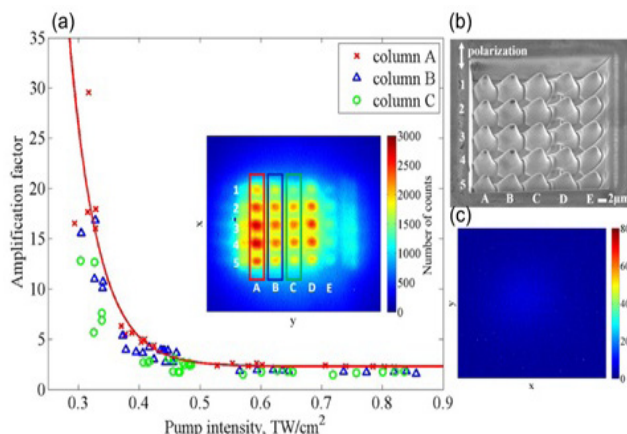 (a)
35
30
25
20
15
10
5
0
Amplification factor
0.3 0.4 0.5 0.6 0.7 0.8 0.9
Pump intensity, TW/cm²
column A
column B
column C
1
2
3
4
5
A B C D E
x
y
3000
2500
2000
1500
1000
500
0
Number of counts
(b)
polarization
1
2
3
4
5
A B C D E 2μm
(c)
y
x
80
60
40
20
0